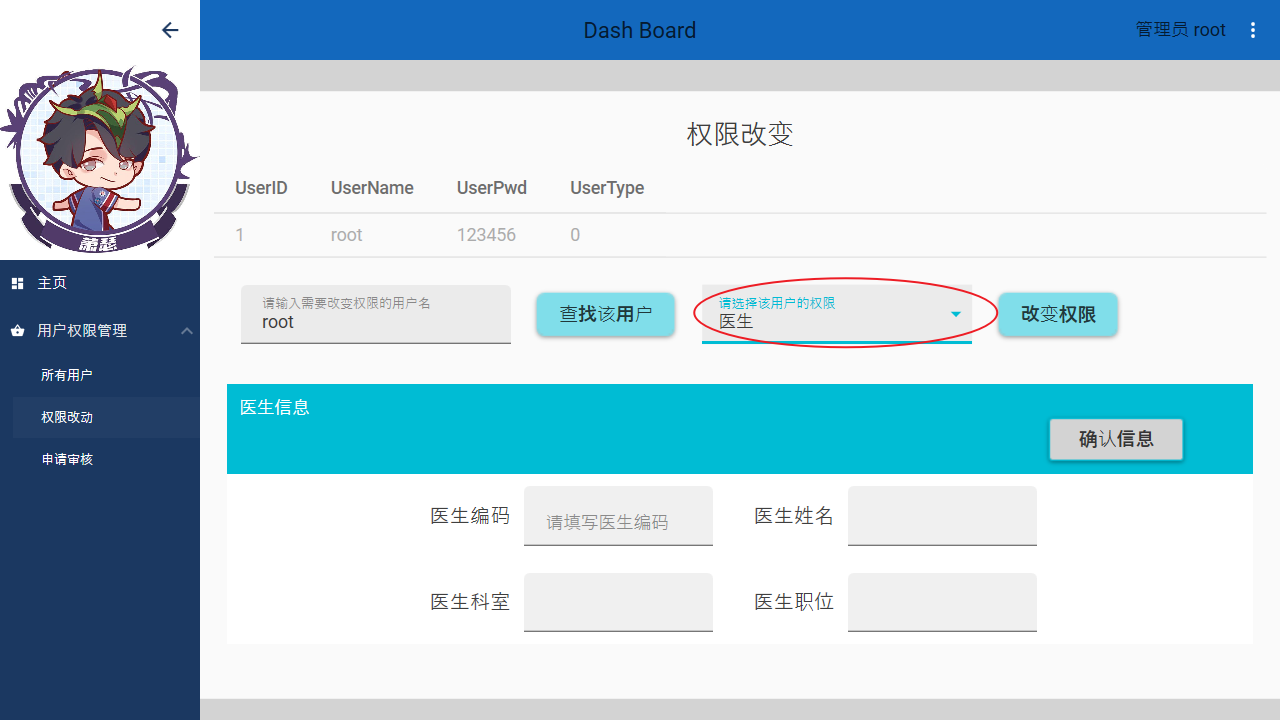 Dash Board
管理员 root
萧瑟
主页
用户权限管理
所有用户
权限改动
申请审核
权限改变
UserID UserName UserPwd UserType
1 root 123456 0
请输入需要改变权限的用户名
root
查找该用户
请选择该用户的权限
医生
改变权限
医生信息
确认信息
医生编码 请填写医生编码 医生姓名
医生科室 医生职位